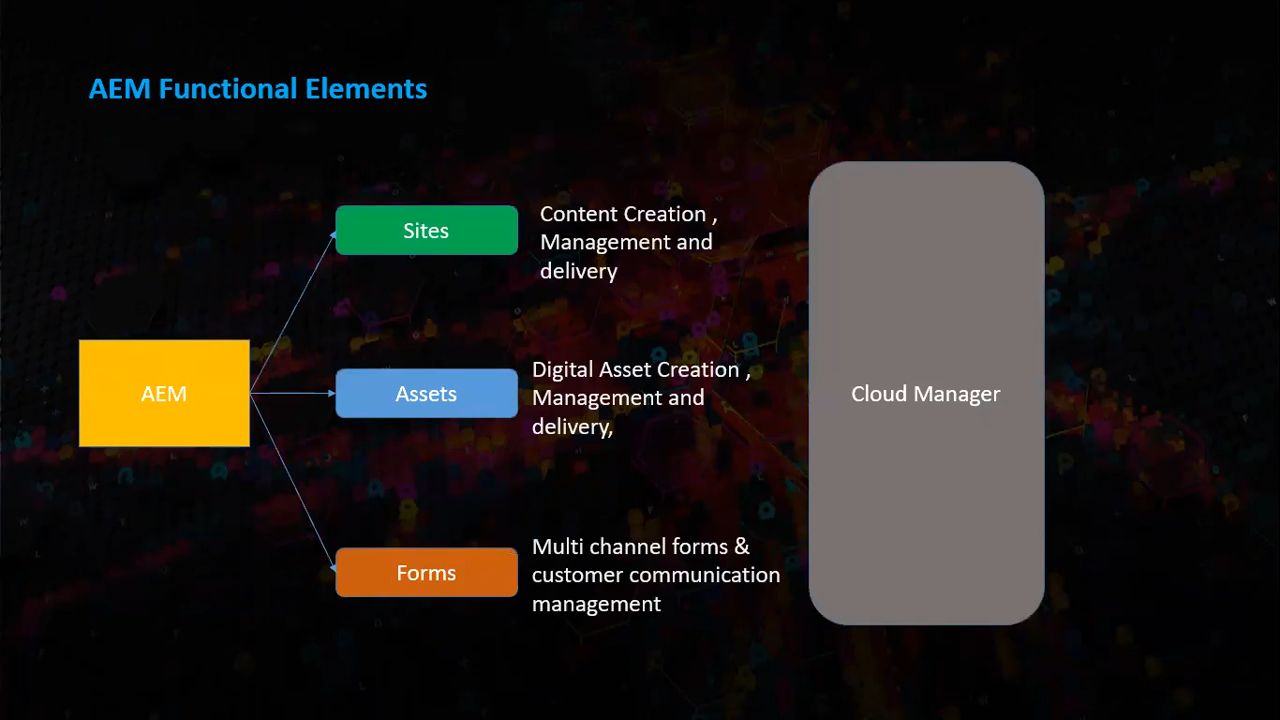 AEM Functional Elements
Sites
Content Creation ,
Management and
delivery
AEM
Assets
Digital Asset Creation ,
Management and
delivery,
Cloud Manager
Forms
Multi channel forms &
customer communication
management